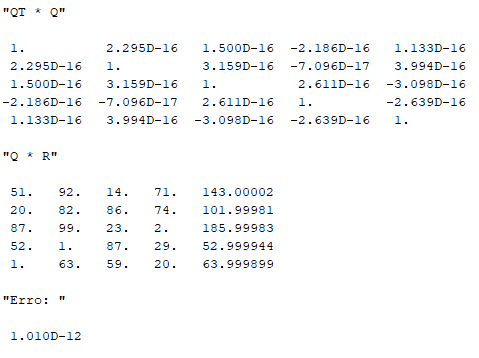 "QT * Q"
1. 2.295D-16 1.500D-16 -2.186D-16 1.133D-16
2.295D-16 1. 3.159D-16 -7.096D-17 3.994D-16
1.500D-16 3.159D-16 1. 2.611D-16 -3.098D-16
-2.186D-16 -7.096D-17 2.611D-16 1. -2.639D-16
1.133D-16 3.994D-16 -3.098D-16 -2.639D-16 1.
"Q * R"
51. 92. 14. 71. 143.00002
20. 82. 86. 74. 101.99981
87. 99. 23. 2. 185.99983
52. 1. 87. 29. 52.999944
1. 63. 59. 20. 63.999899
"Erro: "
1.010D-12